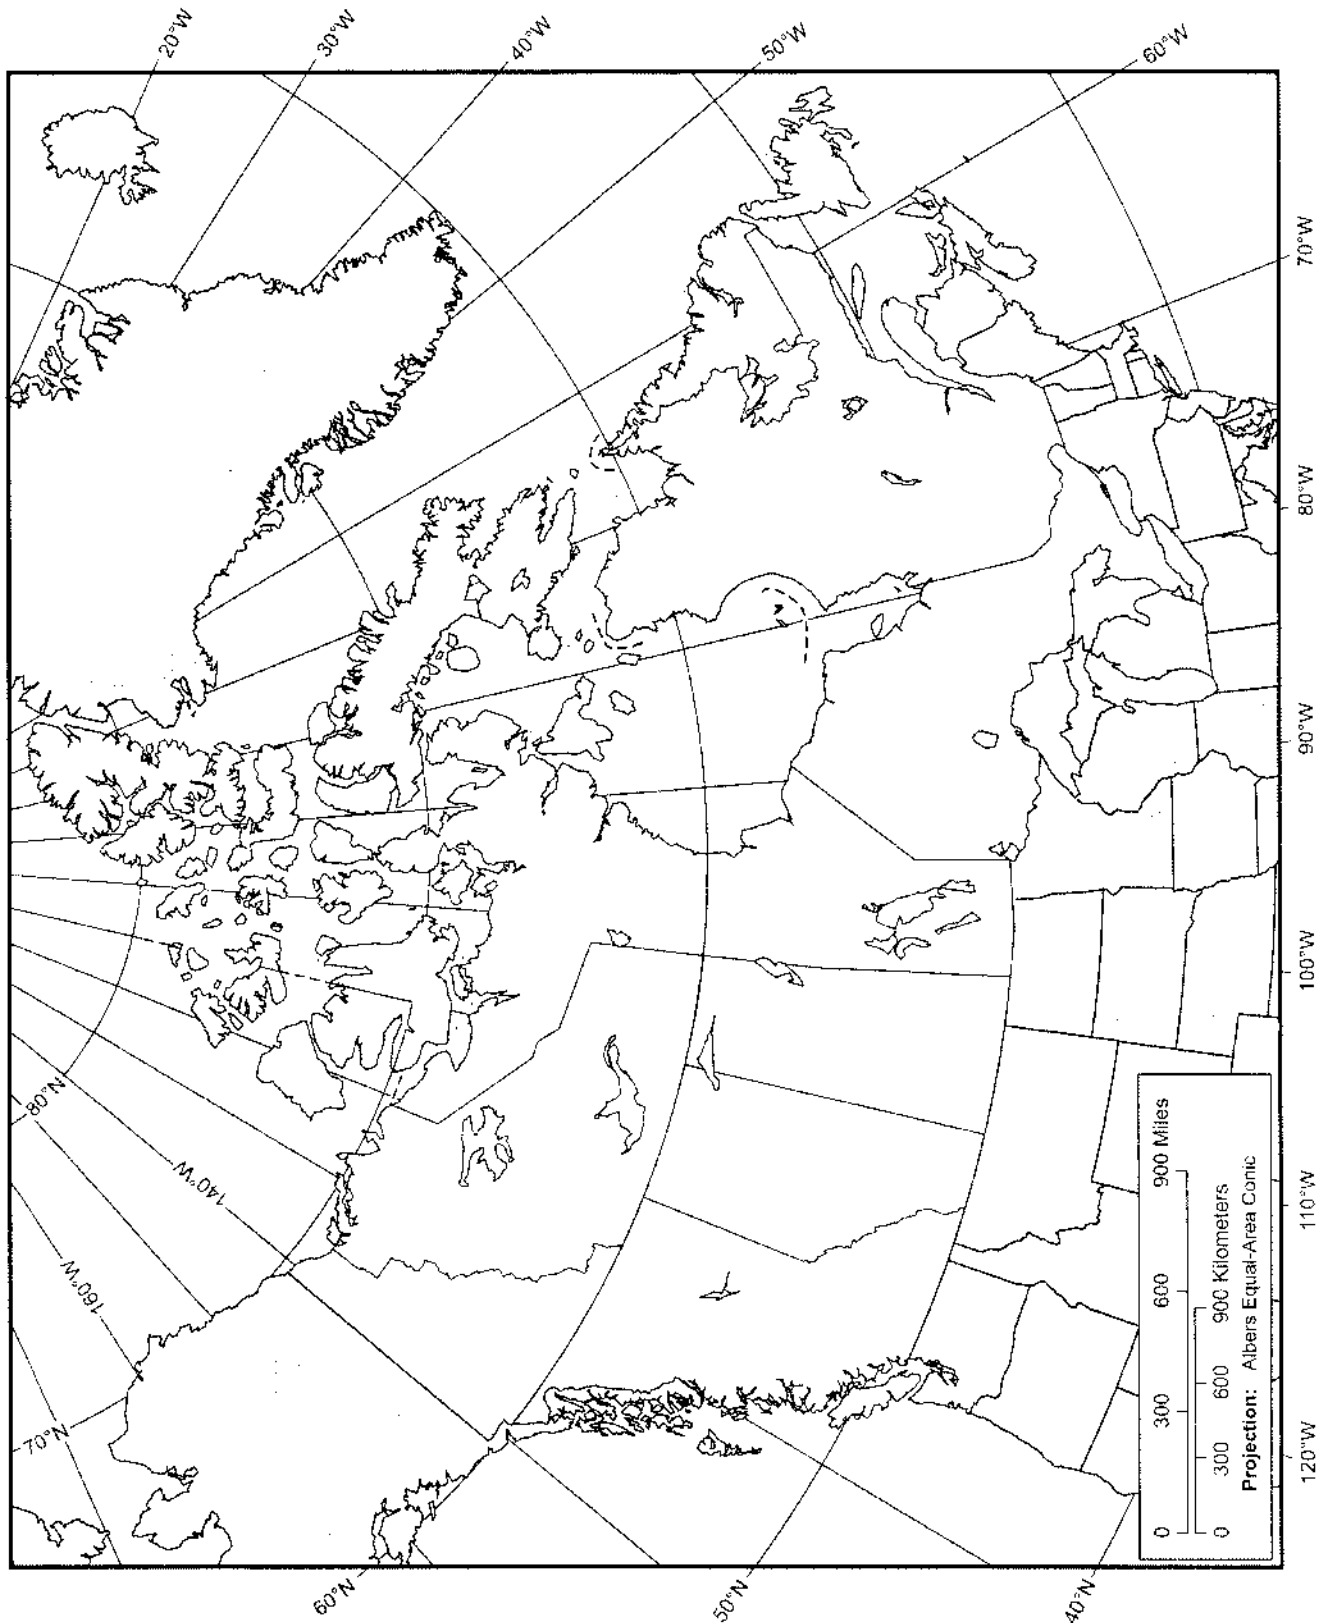 20°W
30°W
40°W
50°W
60°W
70°W
80°W
90°W
100°W
110°W
120°W
80°N
140°W
160°W
70°N
60°N
50°N
40°N
0 300 600 900 Miles
0 300 600 900 Kilometers
Projection: Albers Equal-Area Conic